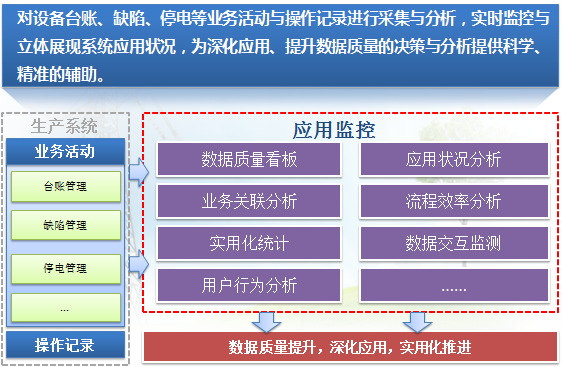 对设备台账、缺陷、停电等业务活动与操作记录进行采集与分析，实时监控与
立体展现系统应用状况，为深化应用、提升数据质量的决策与分析提供科学、
精准的辅助。
生产系统
业务活动
台账管理
缺陷管理
停电管理
...
操作记录
应用监控
数据质量看板
应用状况分析
业务关联分析
流程效率分析
实用化统计
数据交互监测
用户行为分析
......
数据质量提升，深化应用，实用化推进